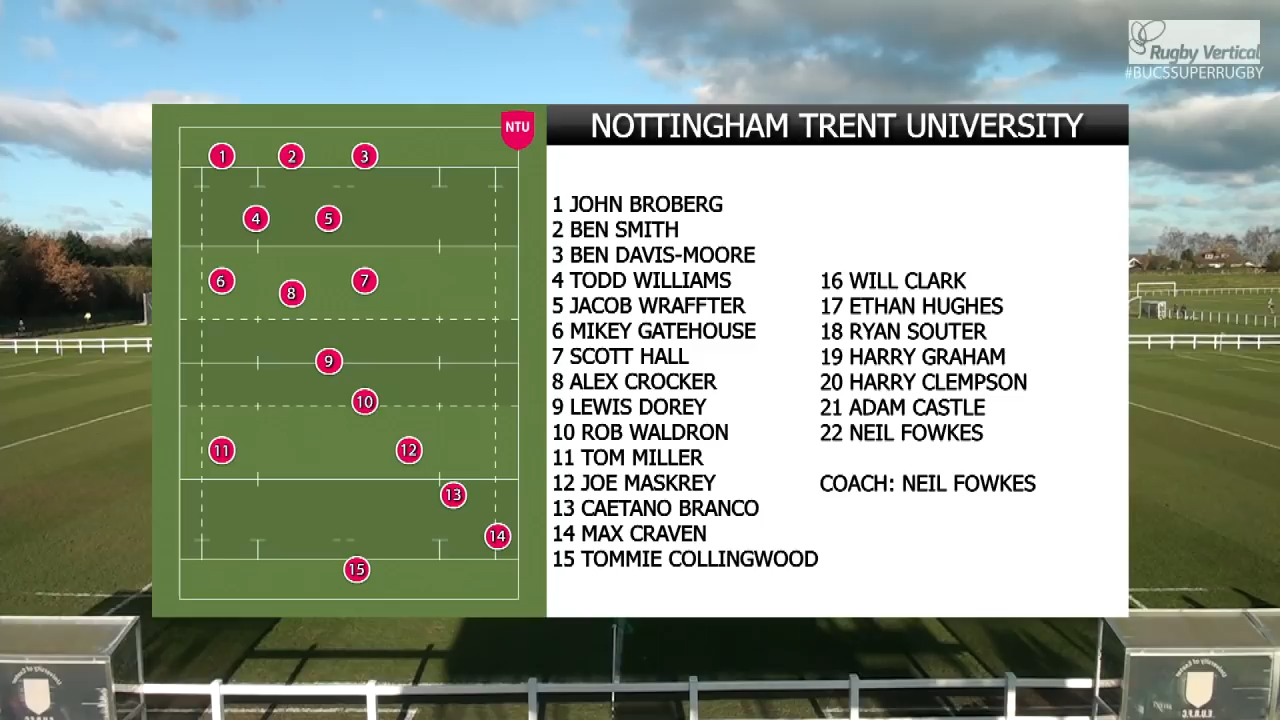 Rugby Vertical
#BUCSSUPERRUGBY
NTU
NOTTINGHAM TRENT UNIVERSITY
1
2
3
4
5
6
7
8
9
10
11
12
13
14
15
1 JOHN BROBERG
2 BEN SMITH
3 BEN DAVIS-MOORE
4 TODD WILLIAMS
5 JACOB WRAFFTER
6 MIKEY GATEHOUSE
7 SCOTT HALL
8 ALEX CROCKER
9 LEWIS DOREY
10 ROB WALDRON
11 TOM MILLER
12 JOE MASKREY
13 CAETANO BRANCO
14 MAX CRAVEN
15 TOMMIE COLLINGWOOD
16 WILL CLARK
17 ETHAN HUGHES
18 RYAN SOUTER
19 HARRY GRAHAM
20 HARRY CLEMPSON
21 ADAM CASTLE
22 NEIL FOWKES
COACH: NEIL FOWKES